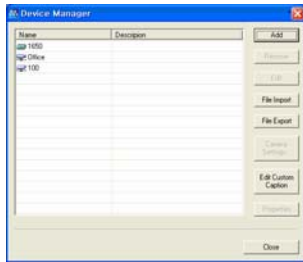 Device Manager
Name Description
1650
Office
100
Add
Remove
Edit
File Import
File Export
Camera Settings
Edit Custom Caption
Properties
Close